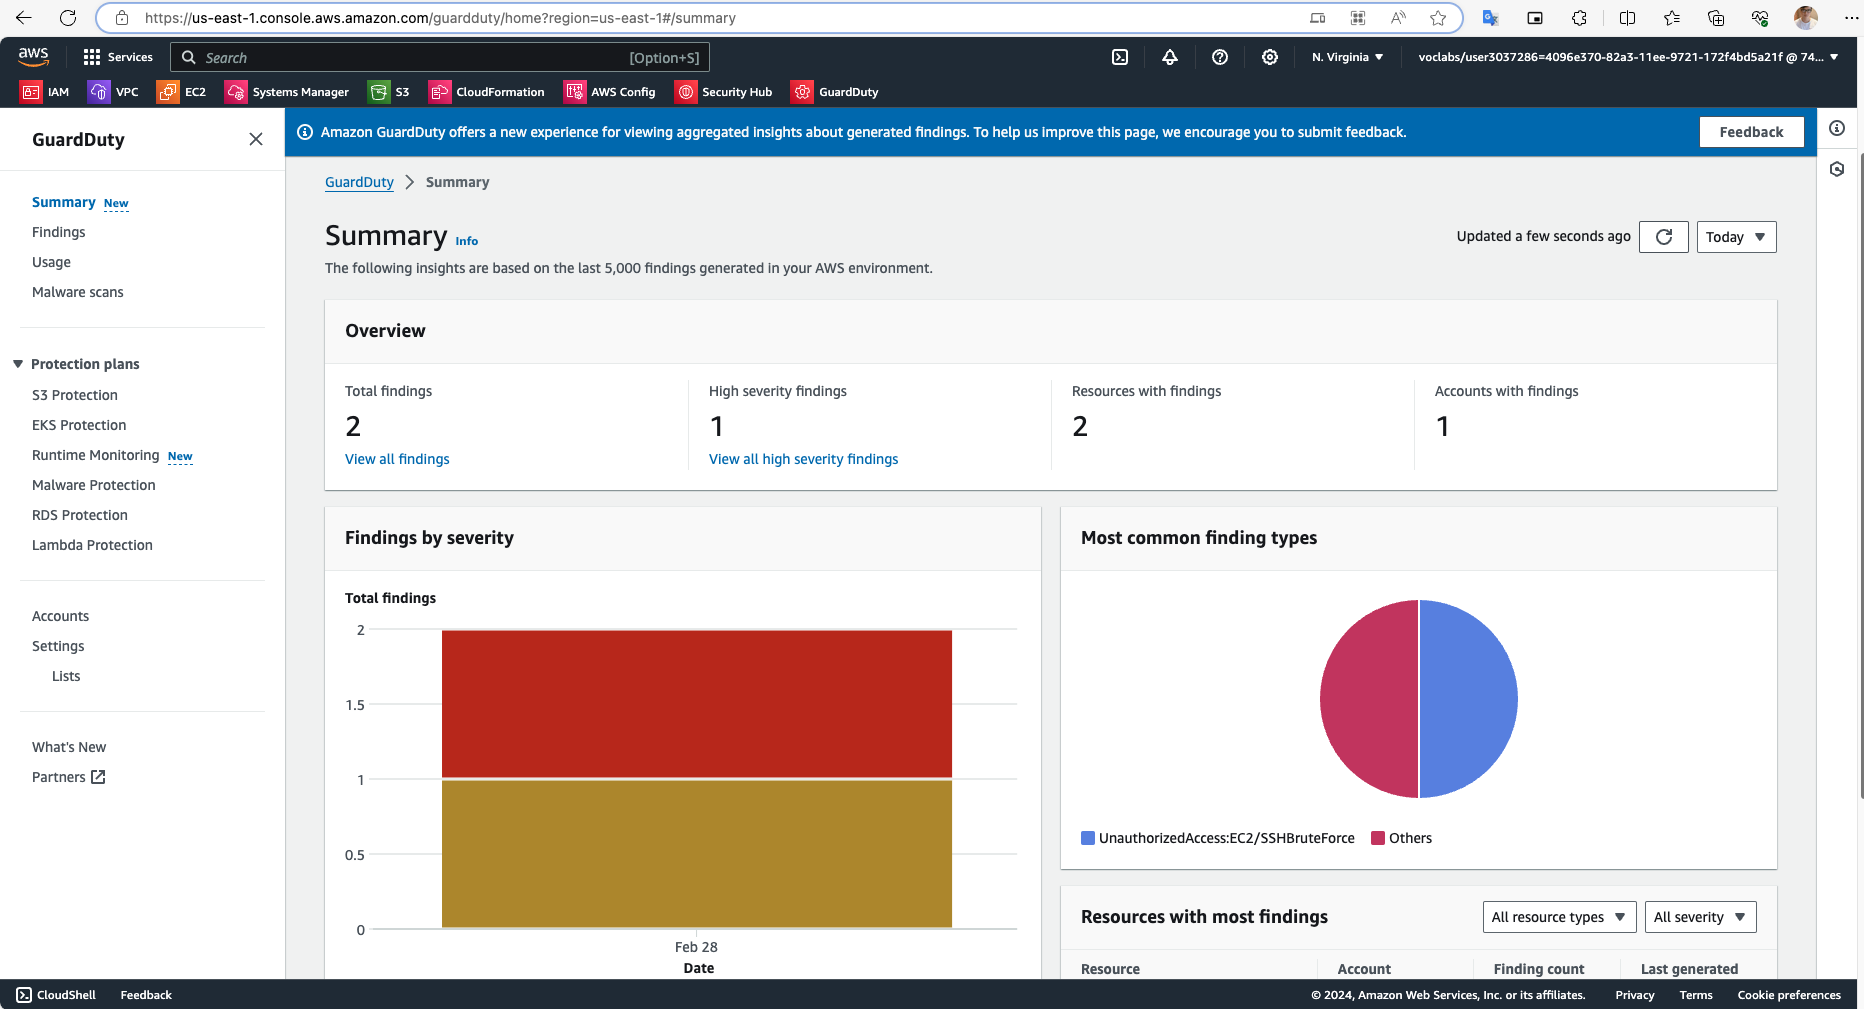 https://us-east-1.console.aws.amazon.com/guardduty/home?region=us-east-1#/summary
aws
Services
Search
[Option+S]
N. Virginia
voclabs/user3037286=4096e370-82a3-11ee-9721-172f4bd5a21f @ 74...
IAM
VPC
EC2
Systems Manager
S3
CloudFormation
AWS Config
Security Hub
GuardDuty
GuardDuty
Amazon GuardDuty offers a new experience for viewing aggregated insights about generated findings. To help us improve this page, we encourage you to submit feedback.
Feedback
Summary New
Findings
Usage
Malware scans
Protection plans
S3 Protection
EKS Protection
Runtime Monitoring New
Malware Protection
RDS Protection
Lambda Protection
Accounts
Settings
Lists
What's New
Partners
GuardDuty
Summary
Summary Info
Updated a few seconds ago
Today
The following insights are based on the last 5,000 findings generated in your AWS environment.
Overview
Total findings
2
View all findings
High severity findings
1
View all high severity findings
Resources with findings
2
Accounts with findings
1
Findings by severity
Total findings
2
1.5
1
0.5
0
Feb 28
Date
Most common finding types
UnauthorizedAccess:EC2/SSHBruteForce
Others
Resources with most findings
All resource types
All severity
Resource
Account
Finding count
Last generated
CloudShell
Feedback
© 2024, Amazon Web Services, Inc. or its affiliates.
Privacy
Terms
Cookie preferences